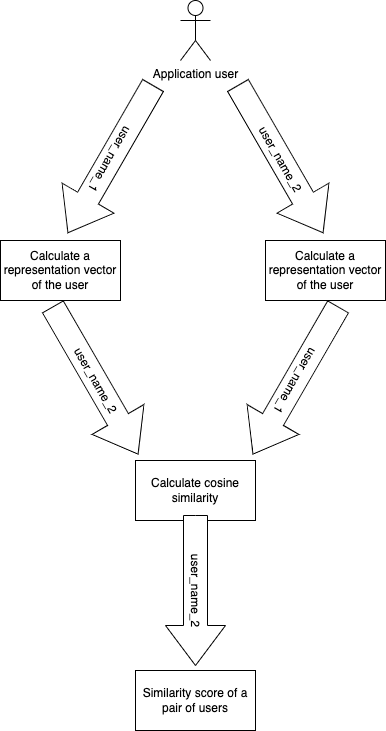 Application user
user_name_1
user_name_2
Calculate a
representation vector
of the user
Calculate a
representation vector
of the user
user_name_2
user_name_1
Calculate cosine
similarity
user_name_2
Similarity score of a
pair of users